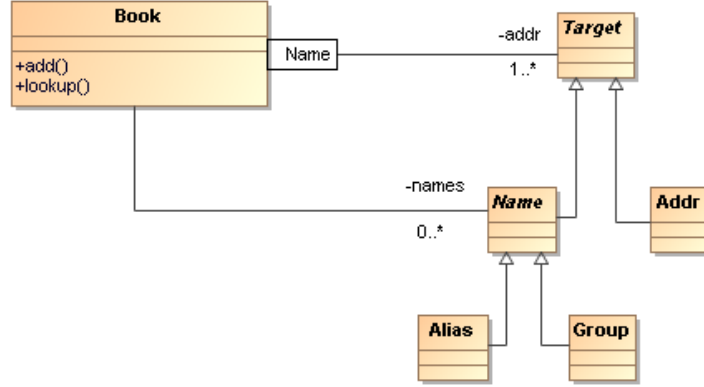 Book
+add()
+lookup()
Name
-addr
1..*
Target
-names
0..*
Name
Addr
Alias
Group